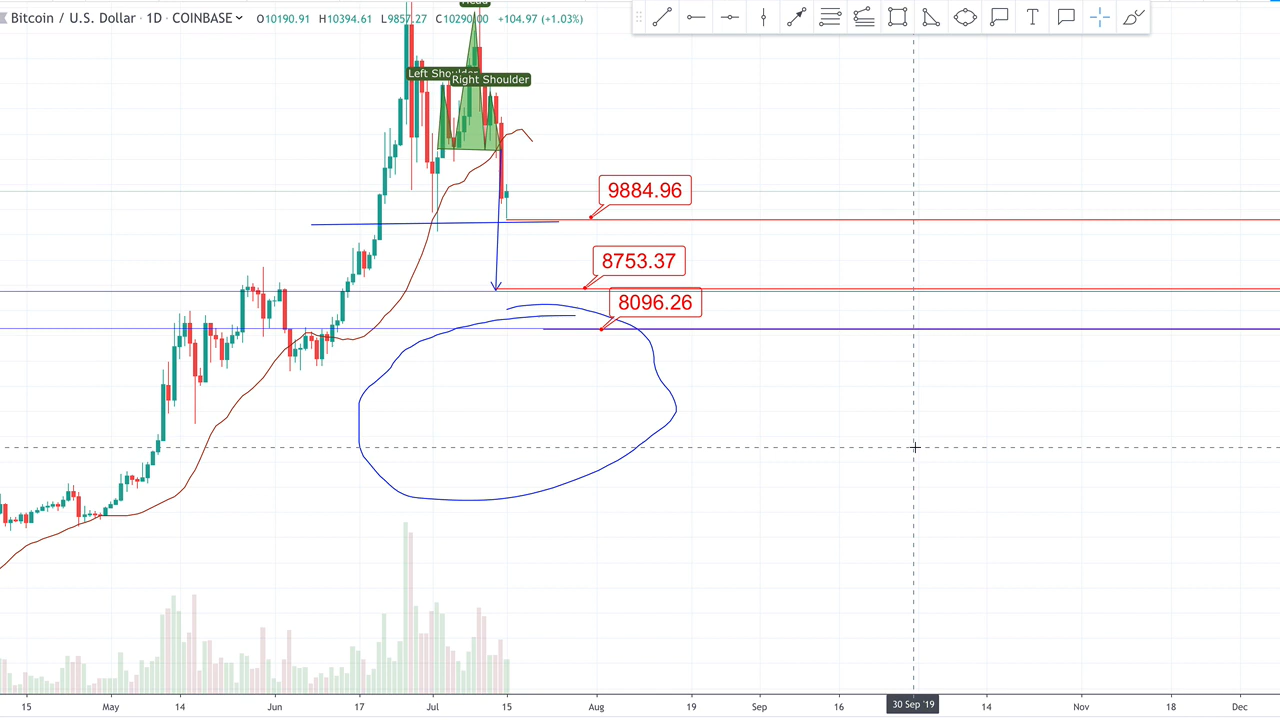 Bitcoin / U.S. Dollar · 1D · COINBASE O10190.91 H10394.61 L9857.27 C10290.00 +104.97 (+1.03%)
T
Head
Left Shoulder
Right Shoulder
9884.96
8753.37
8096.26
15 May 14 Jun 17 Jul 15 Aug 19 Sep 16 30 Sep '19 14 Nov 18 Dec